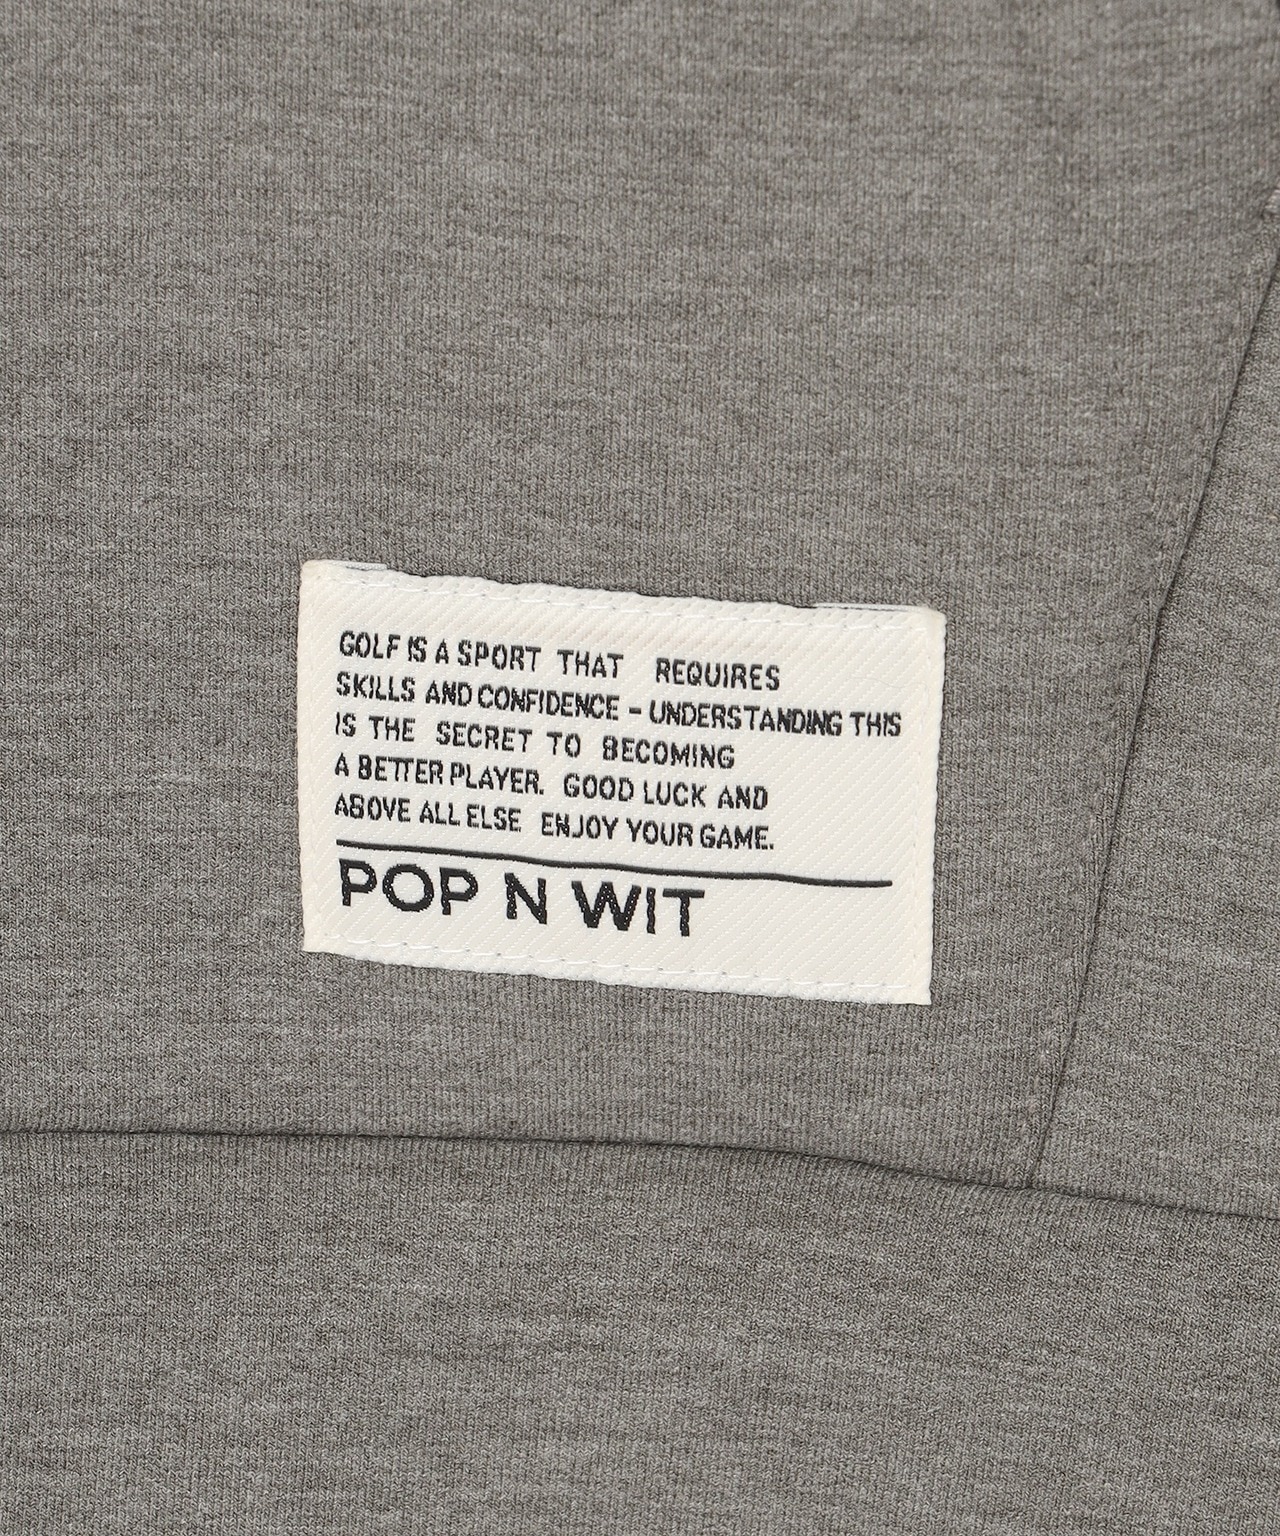 GOLF IS A SPORT THAT REQUIRES
SKILLS AND CONFIDENCE – UNDERSTANDING THIS
IS THE SECRET TO BECOMING
A BETTER PLAYER. GOOD LUCK AND
ABOVE ALL ELSE ENJOY YOUR GAME.
POP N WIT